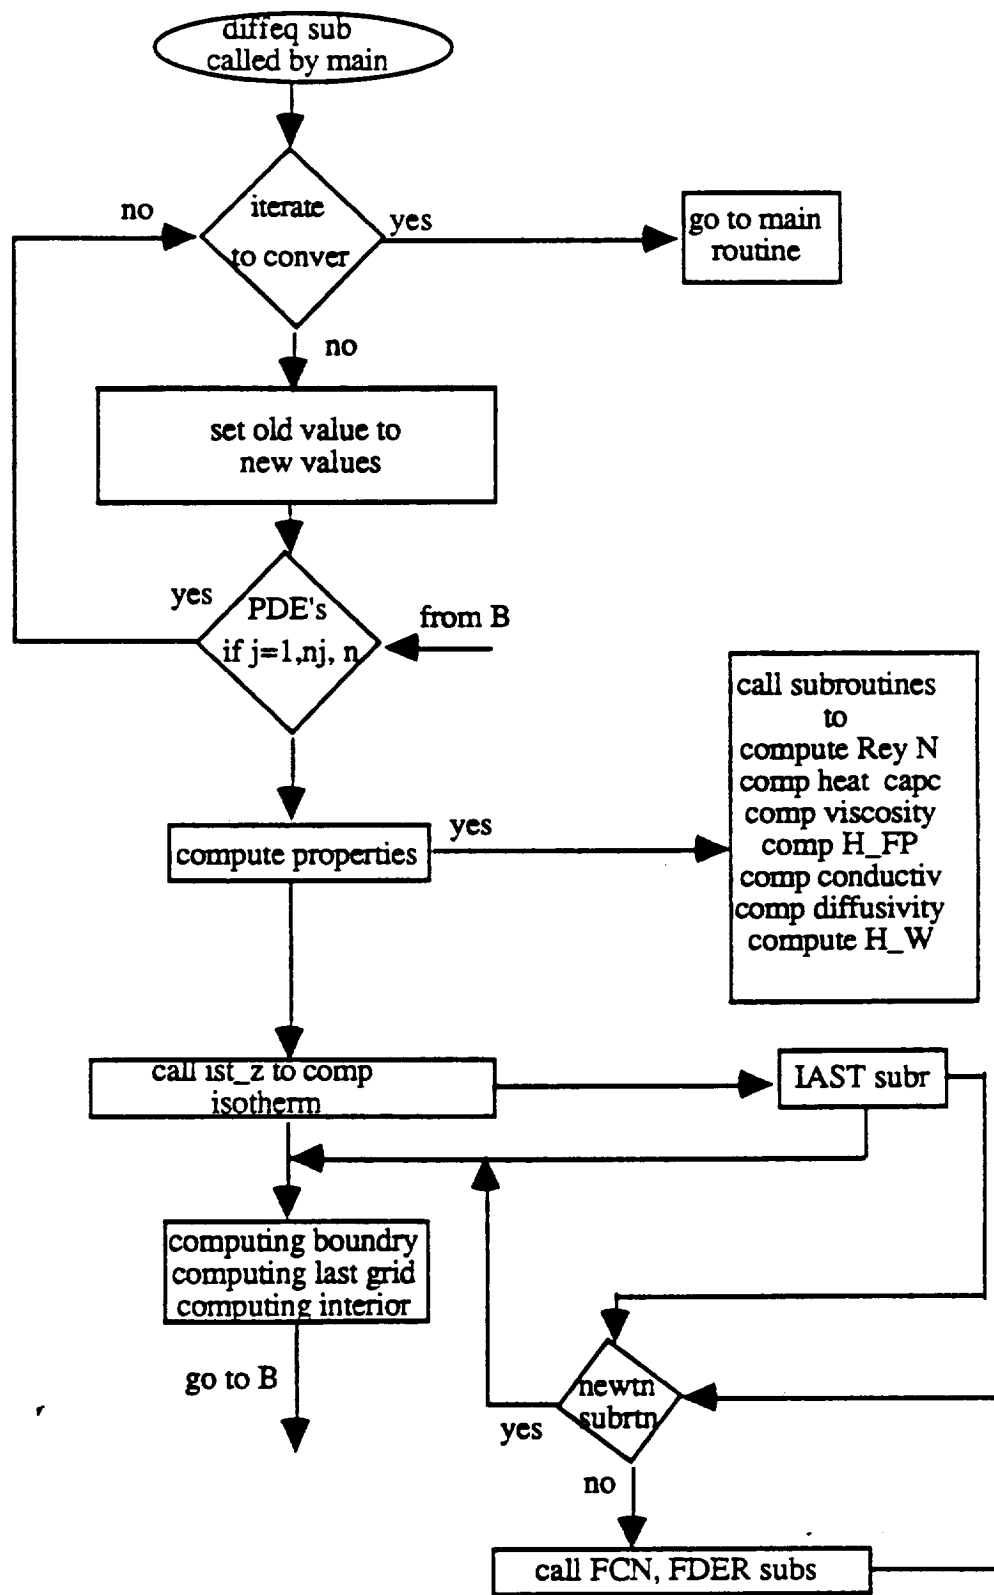 diffeq sub
called by main
iterate
to conver
no
yes
go to main
routine
no
set old value to
new values
yes
PDE's
if j=1,nj, n
from B
call subroutines
to
compute Rey N
comp heat capc
comp viscosity
comp H_FP
comp conductiv
comp diffusivity
compute H_W
compute properties
yes
call ist_z to comp
isotherm
IAST subr
computing boundry
computing last grid
computing interior
go to B
newtn
subrtn
yes
no
call FCN, FDER subs